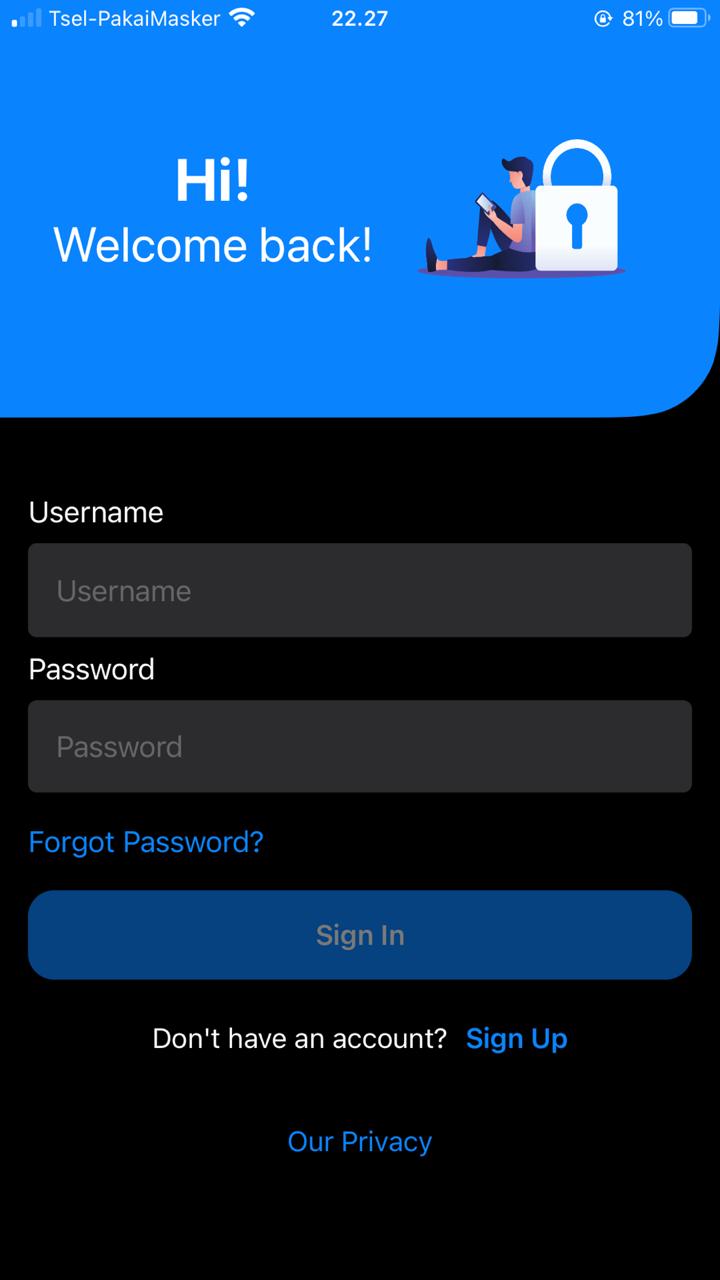 Tsel-PakaiMasker 22.27 81%
Hi!
Welcome back!
Username
Username
Password
Password
Forgot Password?
Sign In
Don't have an account? Sign Up
Our Privacy